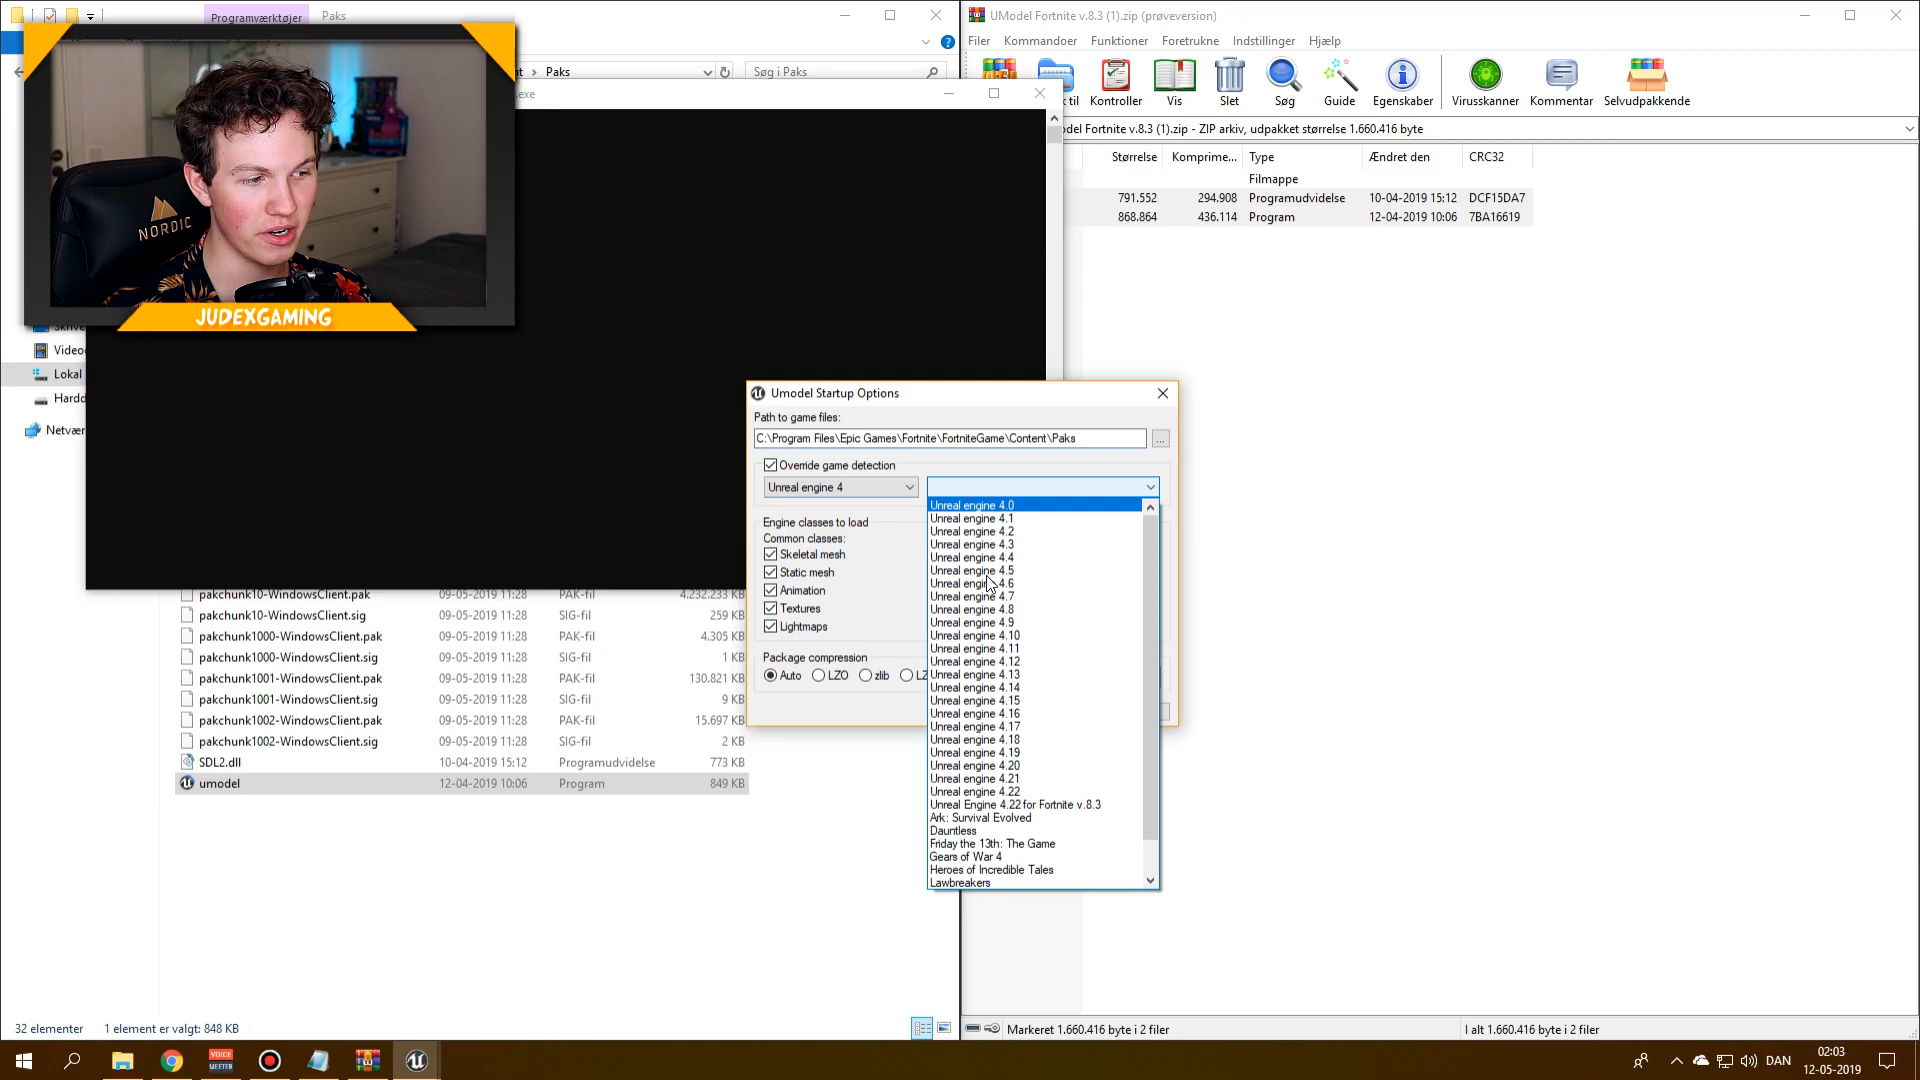 Programværktøjer
Paks
UModel Fortnite v.8.3 (1).zip (prøveversion)
Filer
Kommandoer
Funktioner
Foretrukne
Indstillinger
Hjælp
Paks
Søg i Paks
exe
k til
Kontroller
Vis
Slet
Søg
Guide
Egenskaber
Virusskanner
Kommentar
Selvudpakkende
del Fortnite v.8.3 (1).zip - ZIP arkiv, udpakket størrelse 1.660.416 byte
Størrelse
Komprime...
Type
Ændret den
CRC32
Filmappe
791.552
294.908
Programudvidelse
10-04-2019 15:12
DCF15DA7
868.864
436.114
Program
12-04-2019 10:06
7BA16619
NORDIC
JUDEXGAMING
Skrive
Video
Lokal
Hardd
Netvær
Umodel Startup Options
Path to game files:
C:\Program Files\Epic Games\Fortnite\FortniteGame\Content\Paks
...
Override game detection
Unreal engine 4
Engine classes to load
Common classes:
Skeletal mesh
Static mesh
Animation
Textures
Lightmaps
Package compression
Auto
LZO
zlib
LZ
Unreal engine 4.0
Unreal engine 4.1
Unreal engine 4.2
Unreal engine 4.3
Unreal engine 4.4
Unreal engine 4.5
Unreal engine 4.6
Unreal engine 4.7
Unreal engine 4.8
Unreal engine 4.9
Unreal engine 4.10
Unreal engine 4.11
Unreal engine 4.12
Unreal engine 4.13
Unreal engine 4.14
Unreal engine 4.15
Unreal engine 4.16
Unreal engine 4.17
Unreal engine 4.18
Unreal engine 4.19
Unreal engine 4.20
Unreal engine 4.21
Unreal engine 4.22
Unreal Engine 4.22 for Fortnite v.8.3
Ark: Survival Evolved
Dauntless
Friday the 13th: The Game
Gears of War 4
Heroes of Incredible Tales
Lawbreakers
pakchunk10-WindowsClient.pak 09-05-2019 11:28 PAK-fil 4.232.233 KB
pakchunk10-WindowsClient.sig 09-05-2019 11:28 SIG-fil 259 KB
pakchunk1000-WindowsClient.pak 09-05-2019 11:28 PAK-fil 4.305 KB
pakchunk1000-WindowsClient.sig 09-05-2019 11:28 SIG-fil 1 KB
pakchunk1001-WindowsClient.pak 09-05-2019 11:28 PAK-fil 130.821 KB
pakchunk1001-WindowsClient.sig 09-05-2019 11:28 SIG-fil 9 KB
pakchunk1002-WindowsClient.pak 09-05-2019 11:28 PAK-fil 15.697 KB
pakchunk1002-WindowsClient.sig 09-05-2019 11:28 SIG-fil 2 KB
SDL2.dll 10-04-2019 15:12 Programudvidelse 773 KB
umodel 12-04-2019 10:06 Program 849 KB
32 elementer
1 element er valgt: 848 KB
Markeret 1.660.416 byte i 2 filer
I alt 1.660.416 byte i 2 filer
VOICE
MEETER
DAN
02:03
12-05-2019